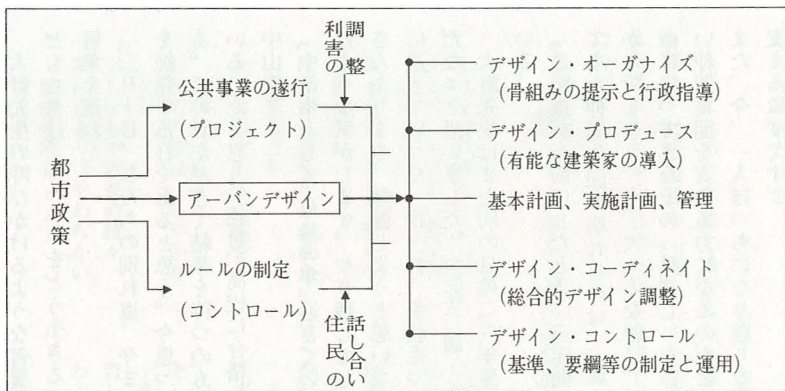 都市政策
公共事業の遂行
(プロジェクト)
アーバンデザイン
ルールの制定
(コントロール)
利害の
調整
住民の
話し合い
デザイン・オーガナイズ
(骨組みの提示と行政指導)
デザイン・プロデュース
(有能な建築家の導入)
基本計画、実施計画、管理
デザイン・コーディネイト
(総合的デザイン調整)
デザイン・コントロール
(基準、要綱等の制定と運用)